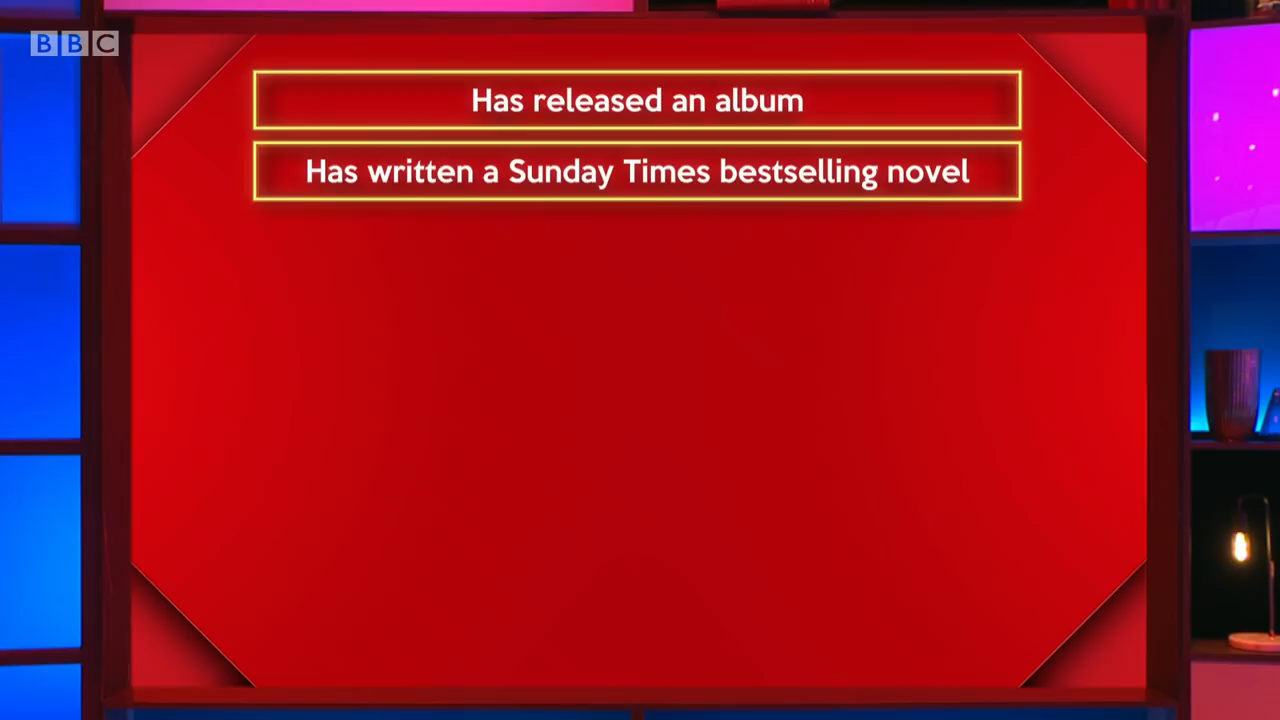 BBC
Has released an album
Has written a Sunday Times bestselling novel